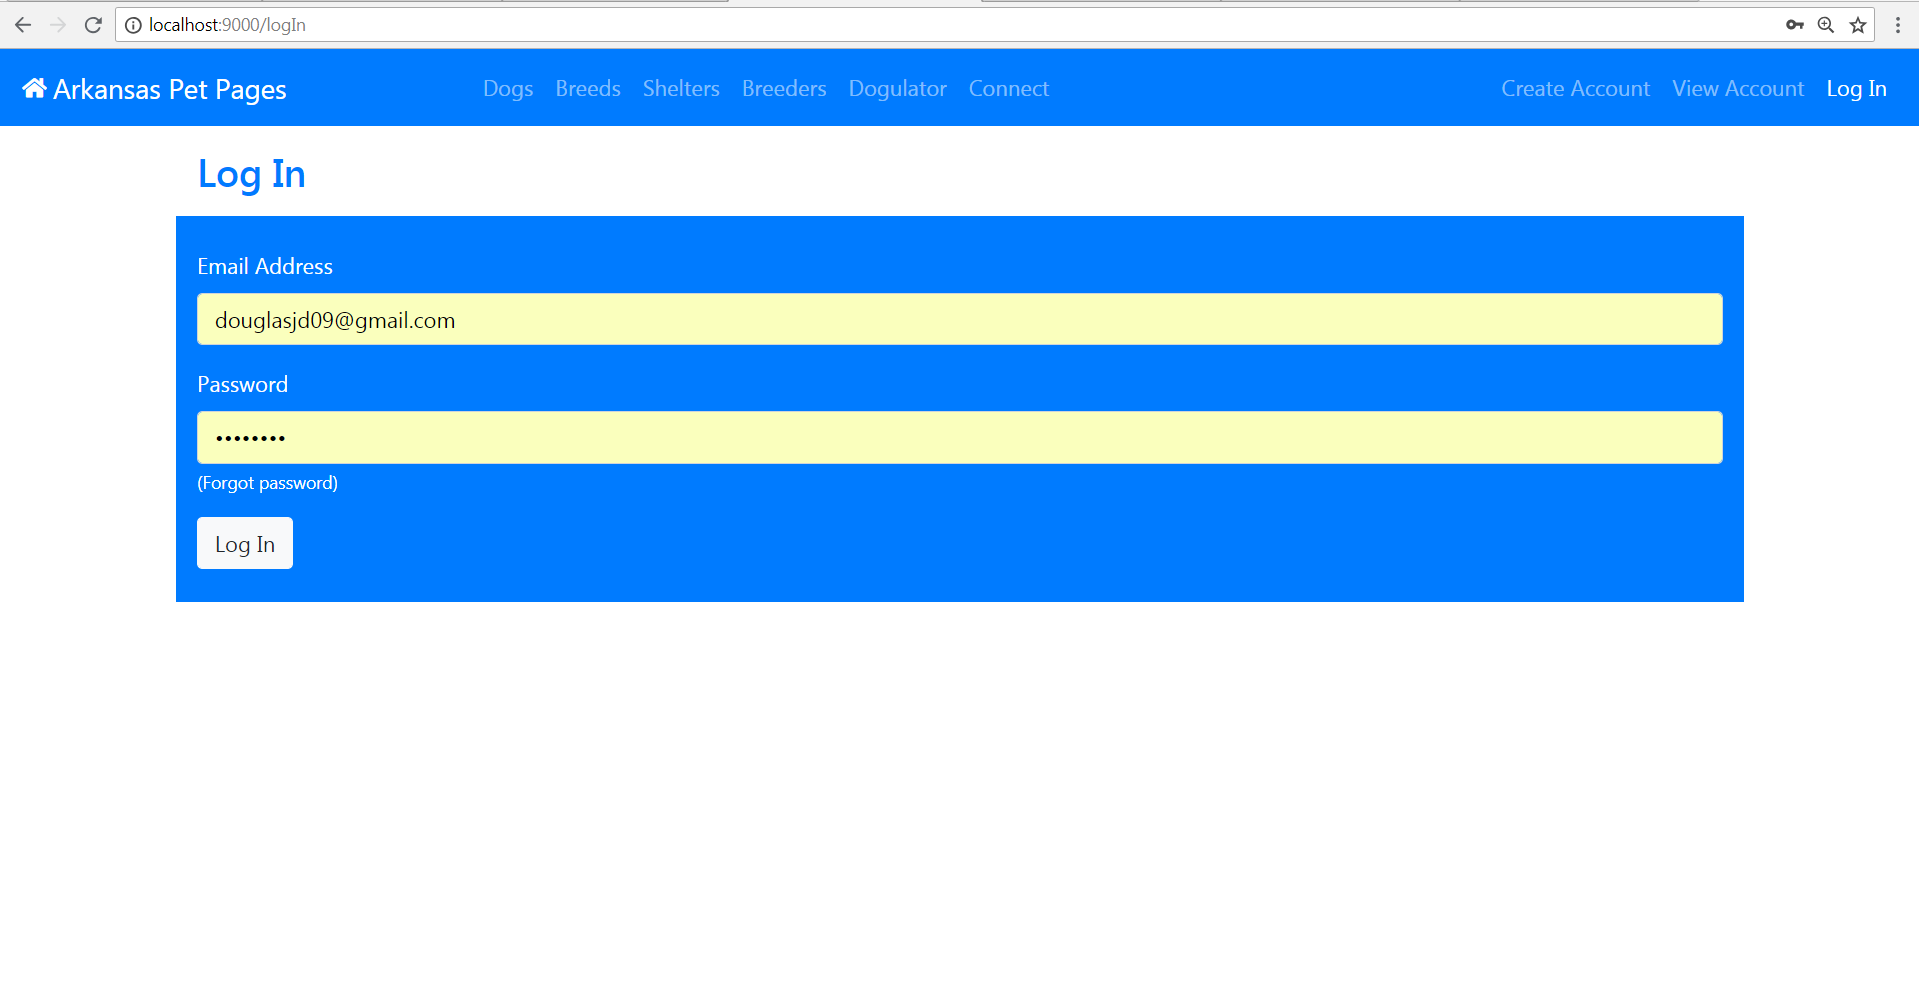 localhost:9000/logIn
Arkansas Pet Pages Dogs Breeds Shelters Breeders Dogulator Connect Create Account View Account Log In
Log In
Email Address
douglasjd09@gmail.com
Password
••••••••
(Forgot password)
Log In